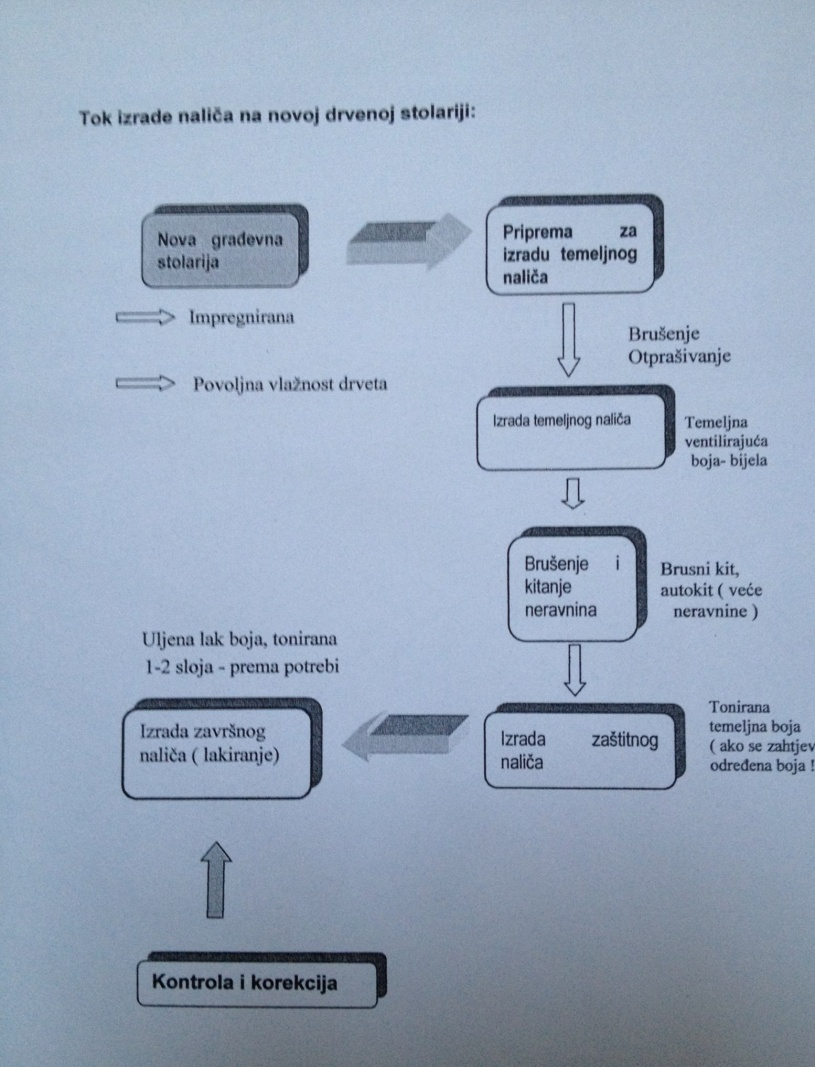 Tok izrade naliča na novoj drvenoj stolariji:
Nova građevna
stolarija
Priprema za
izradu temeljnog
naliča
Impregnirana
Povoljna vlažnost drveta
Brušenje
Otprašivanje
Izrada temeljnog naliča
Temeljna
ventilirajuća
boja- bijela
Brušenje i
kitanje
neravnina
Brusni kit,
autokit ( veće
neravnine )
Izrada zaštitnog
naliča
Tonirana
temeljna boja
( ako se zahtjev
određena boja !
Uljena lak boja, tonirana
1-2 sloja - prema potrebi
Izrada završnog
naliča ( lakiranje)
Kontrola i korekcija